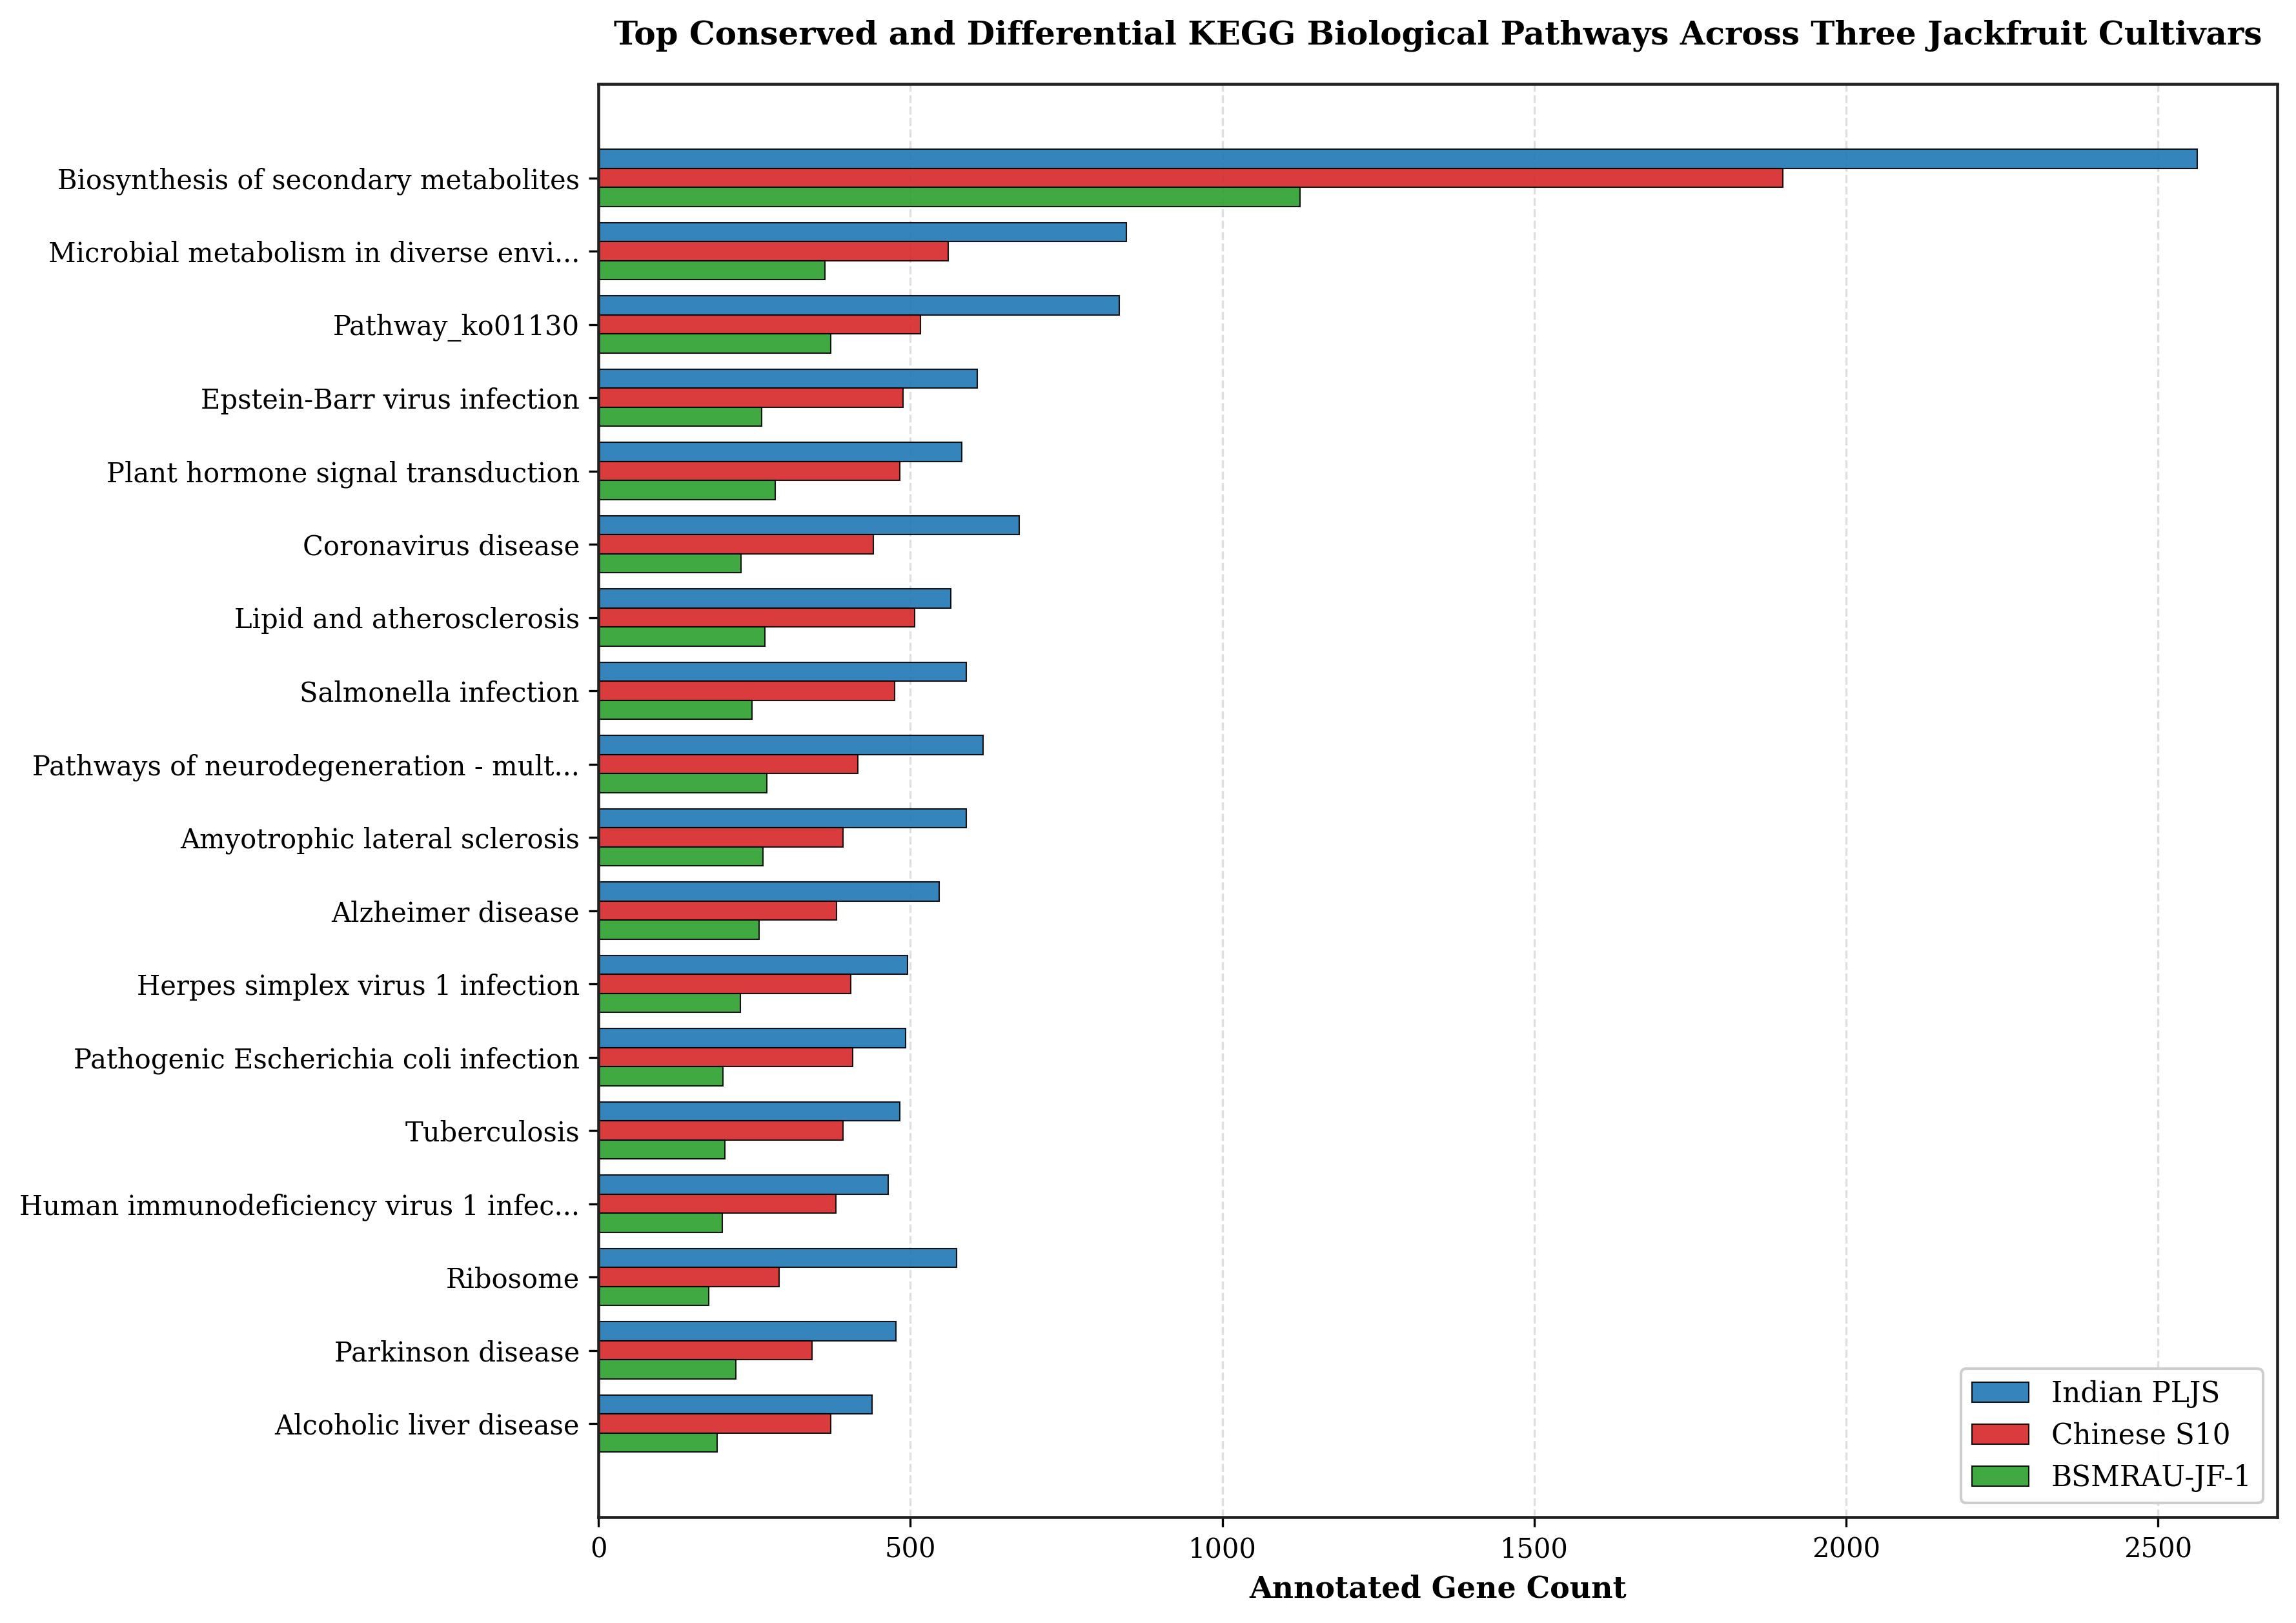 Top Conserved and Differential KEGG Biological Pathways Across Three Jackfruit Cultivars
Biosynthesis of secondary metabolites
Microbial metabolism in diverse envi...
Pathway_ko01130
Epstein-Barr virus infection
Plant hormone signal transduction
Coronavirus disease
Lipid and atherosclerosis
Salmonella infection
Pathways of neurodegeneration - mult...
Amyotrophic lateral sclerosis
Alzheimer disease
Herpes simplex virus 1 infection
Pathogenic Escherichia coli infection
Tuberculosis
Human immunodeficiency virus 1 infec...
Ribosome
Parkinson disease
Alcoholic liver disease
Indian PLJS
Chinese S10
BSMRAU-JF-1
0 500 1000 1500 2000 2500
Annotated Gene Count